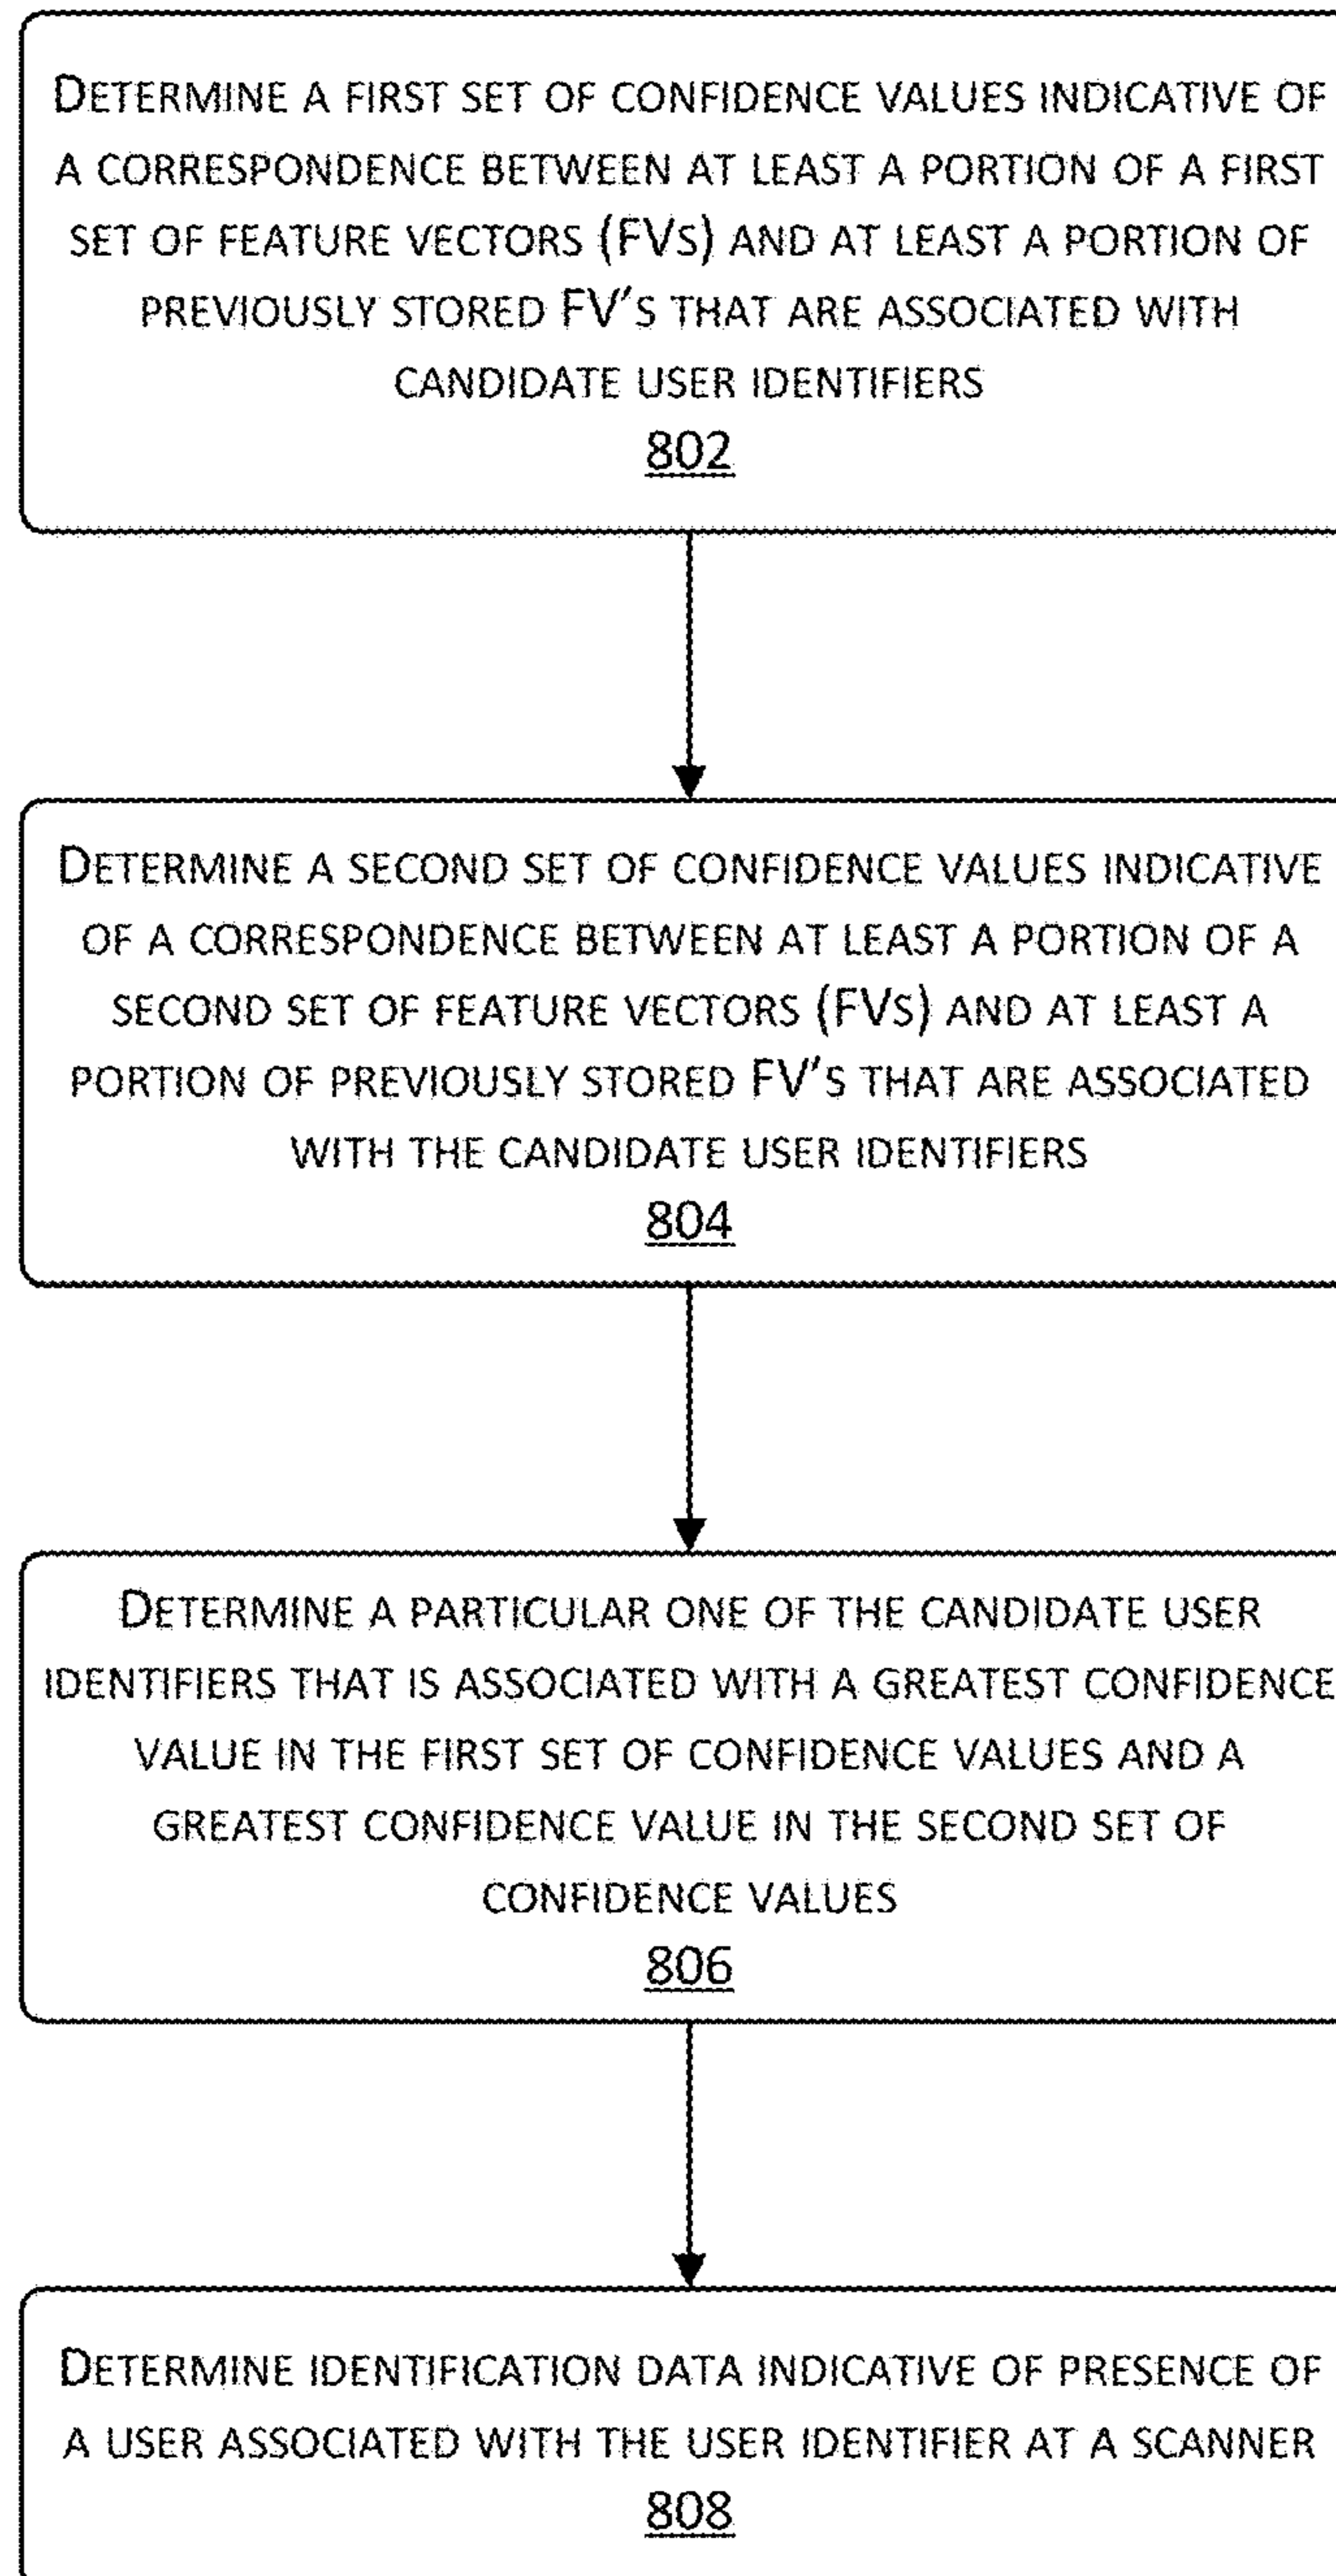 DETERMINE A FIRST SET OF CONFIDENCE VALUES INDICATIVE OF
A CORRESPONDENCE BETWEEN AT LEAST A PORTION OF A FIRST
SET OF FEATURE VECTORS (FVS) AND AT LEAST A PORTION OF
PREVIOUSLY STORED FV'S THAT ARE ASSOCIATED WITH
CANDIDATE USER IDENTIFIERS
802
DETERMINE A SECOND SET OF CONFIDENCE VALUES INDICATIVE
OF A CORRESPONDENCE BETWEEN AT LEAST A PORTION OF A
SECOND SET OF FEATURE VECTORS (FVS) AND AT LEAST A
PORTION OF PREVIOUSLY STORED FV'S THAT ARE ASSOCIATED
WITH THE CANDIDATE USER IDENTIFIERS
804
DETERMINE A PARTICULAR ONE OF THE CANDIDATE USER
IDENTIFIERS THAT IS ASSOCIATED WITH A GREATEST CONFIDENCE
VALUE IN THE FIRST SET OF CONFIDENCE VALUES AND A
GREATEST CONFIDENCE VALUE IN THE SECOND SET OF
CONFIDENCE VALUES
806
DETERMINE IDENTIFICATION DATA INDICATIVE OF PRESENCE OF
A USER ASSOCIATED WITH THE USER IDENTIFIER AT A SCANNER
808